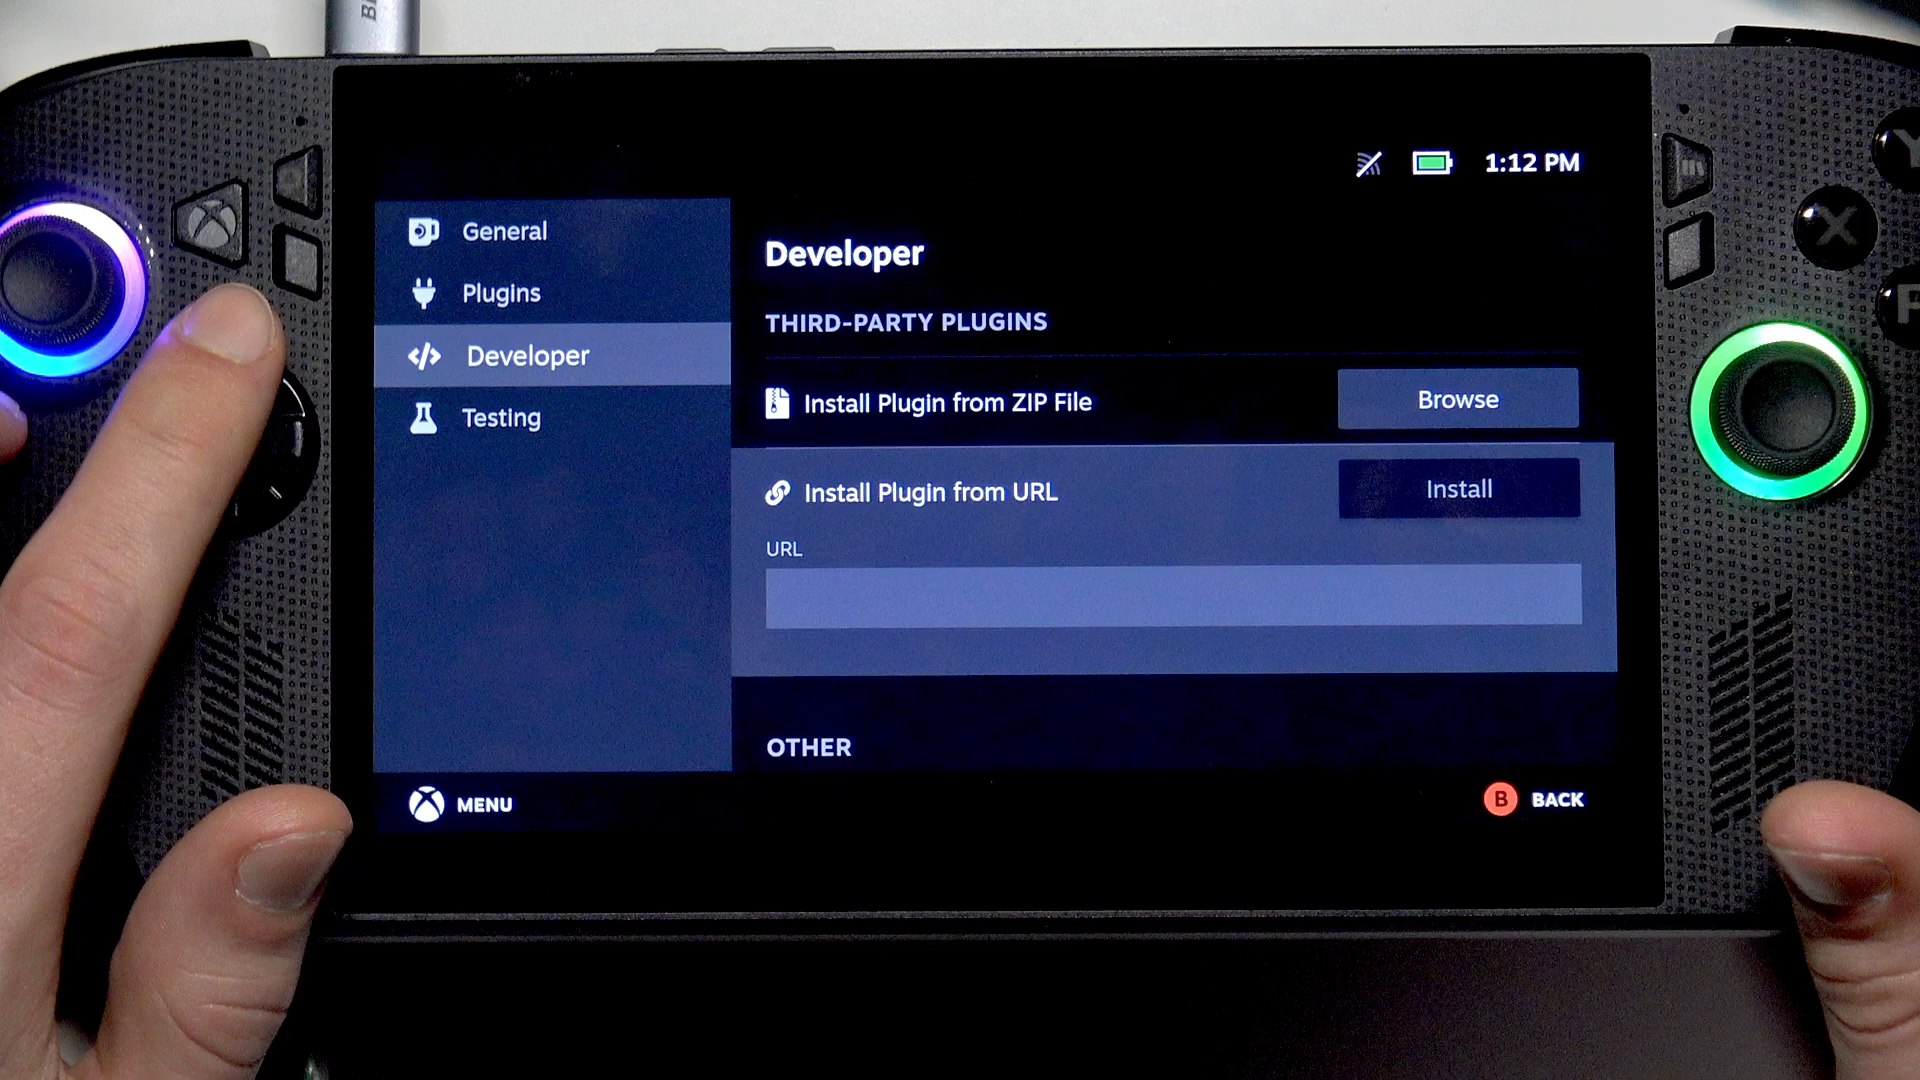 1:12 PM
General
Plugins
Developer
Testing
Developer
THIRD-PARTY PLUGINS
Install Plugin from ZIP File
Browse
Install Plugin from URL
Install
URL
OTHER
MENU
B BACK
Y
X